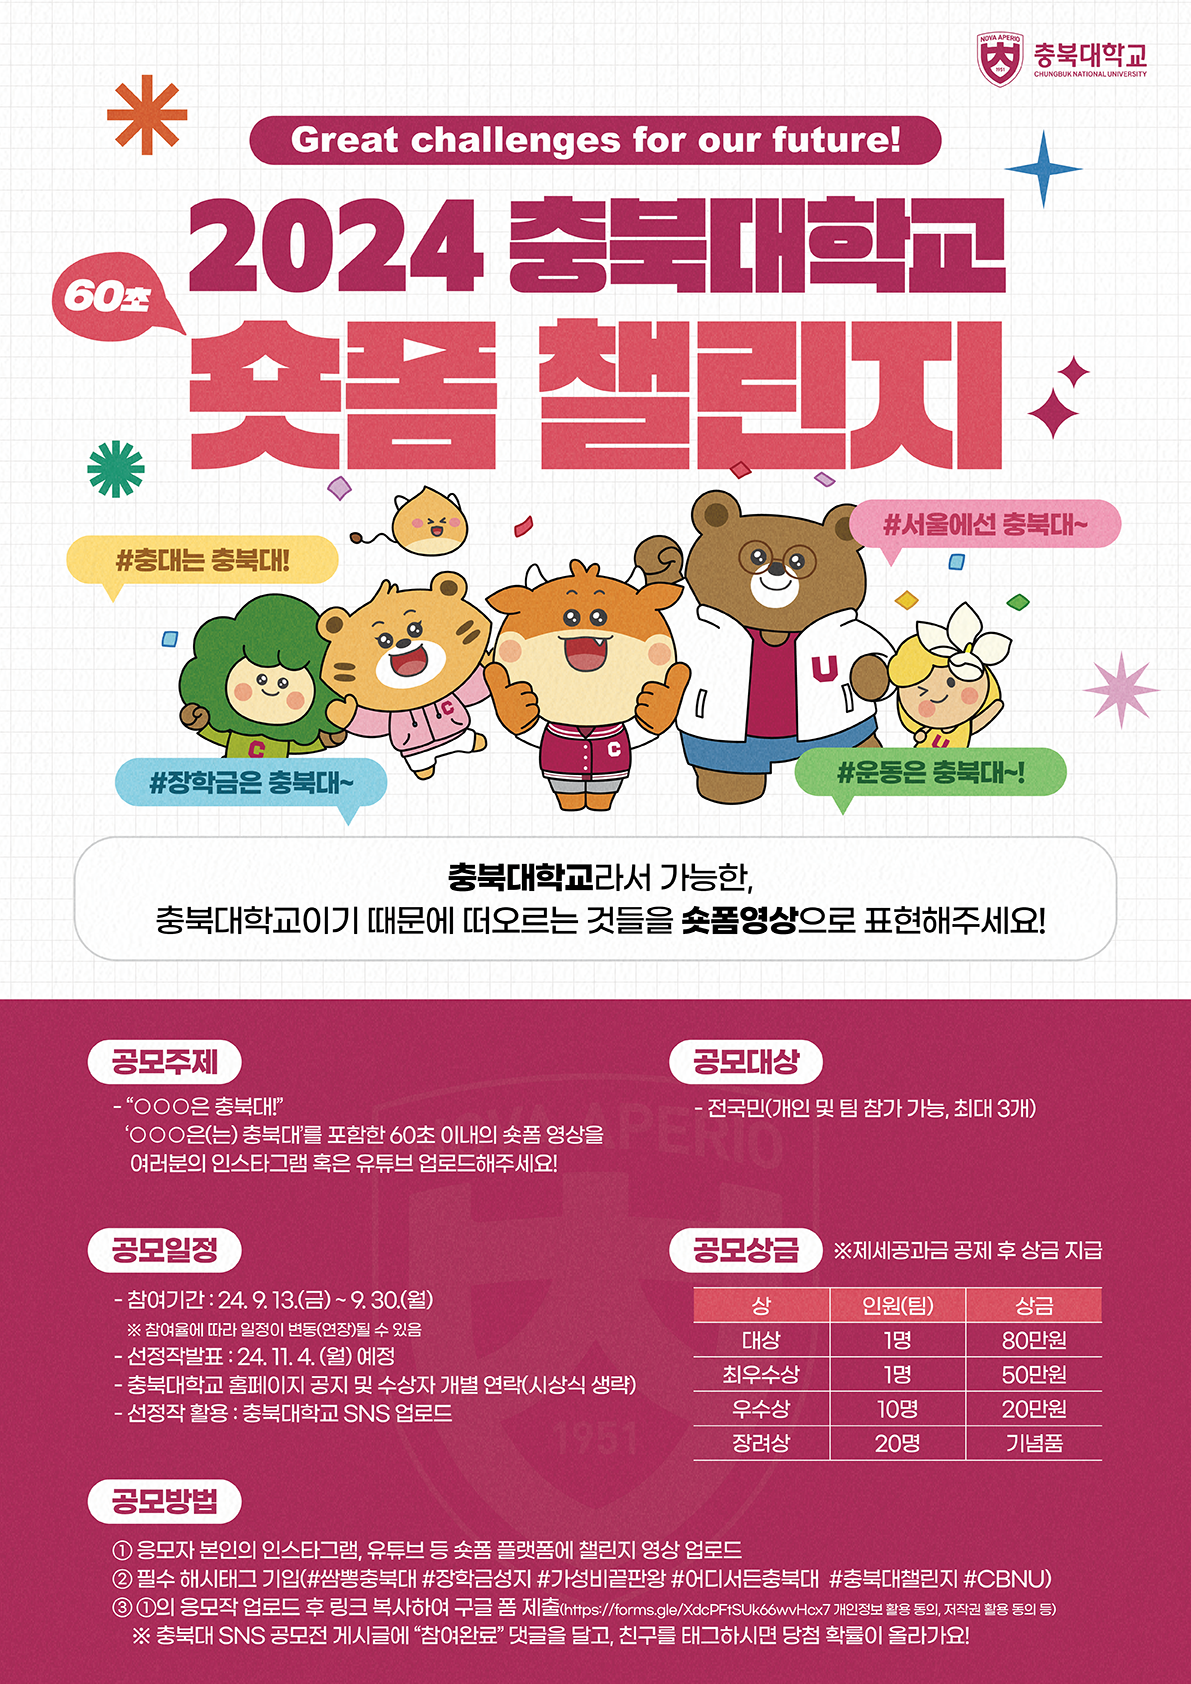 NOVA APERIO
1951
충북대학교
CHUNGBUK NATIONAL UNIVERSITY
Great challenges for our future!
2024 충북대학교
60초
숏폼 챌린지
#서울에선 충북대~
#충대는 충북대!
U
C
C
C
U
#장학금은 충북대~
#운동은 충북대~!
충북대학교라서 가능한,
충북대학교이기 때문에 떠오르는 것들을 숏폼영상으로 표현해주세요!
공모주제
- “○○○은 충북대!”
‘○○○은(는) 충북대’를 포함한 60초 이내의 숏폼 영상을
여러분의 인스타그램 혹은 유튜브 업로드해주세요!
공모대상
- 전국민(개인 및 팀 참가 가능, 최대 3개)
NOVA APERIO
1951
공모일정
- 참여기간 : 24. 9. 13.(금) ~ 9. 30.(월)
※ 참여율에 따라 일정이 변동(연장)될 수 있음
- 선정작발표 : 24. 11. 4. (월) 예정
- 충북대학교 홈페이지 공지 및 수상자 개별 연락(시상식 생략)
- 선정작 활용 : 충북대학교 SNS 업로드
공모상금 ※제세공과금 공제 후 상금 지급
상 인원(팀) 상금
대상 1명 80만원
최우수상 1명 50만원
우수상 10명 20만원
장려상 20명 기념품
공모방법
① 응모자 본인의 인스타그램, 유튜브 등 숏폼 플랫폼에 챌린지 영상 업로드
② 필수 해시태그 기입(#쌈뽕충북대 #장학금성지 #가성비끝판왕 #어디서든충북대 #충북대챌린지 #CBNU)
③ ①의 응모작 업로드 후 링크 복사하여 구글 폼 제출(https://forms.gle/XdcPFtSUk66wvHcx7 개인정보 활용 동의, 저작권 활용 동의 등)
※ 충북대 SNS 공모전 게시글에 “참여완료” 댓글을 달고, 친구를 태그하시면 당첨 확률이 올라가요!